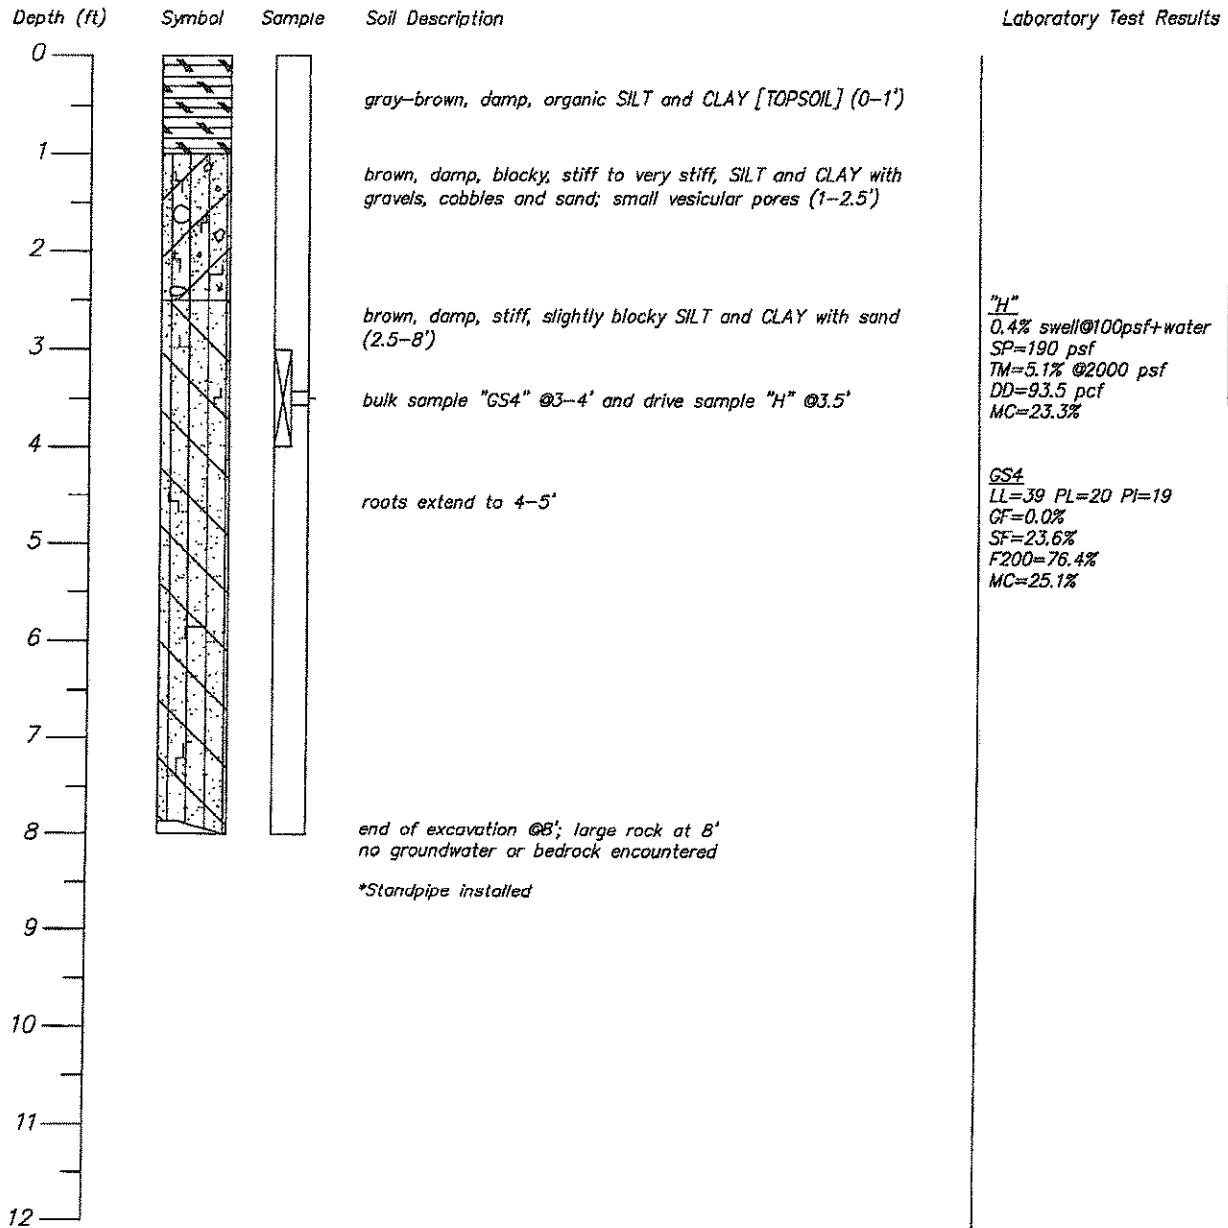 Depth (ft) Symbol Sample Soil Description Laboratory Test Results
0
gray-brown, damp, organic SILT and CLAY [TOPSOIL] (0-1')
1
brown, damp, blocky, stiff to very stiff, SILT and CLAY with
gravels, cobbles and sand; small vesicular pores (1-2.5')
2
brown, damp, stiff, slightly blocky SILT and CLAY with sand
(2.5-8')
3
bulk sample "GS4" @3-4' and drive sample "H" @3.5'
4
roots extend to 4-5'
5
6
7
8
end of excavation @8'; large rock at 8'
no groundwater or bedrock encountered
*Standpipe installed
9
10
11
12
"H"
0.4% swell@100psf+water
SP=190 psf
TM=5.1% @2000 psf
DD=93.5 pcf
MC=23.3%
GS4
LL=39 PL=20 PI=19
GF=0.0%
SF=23.6%
F200=76.4%
MC=25.1%